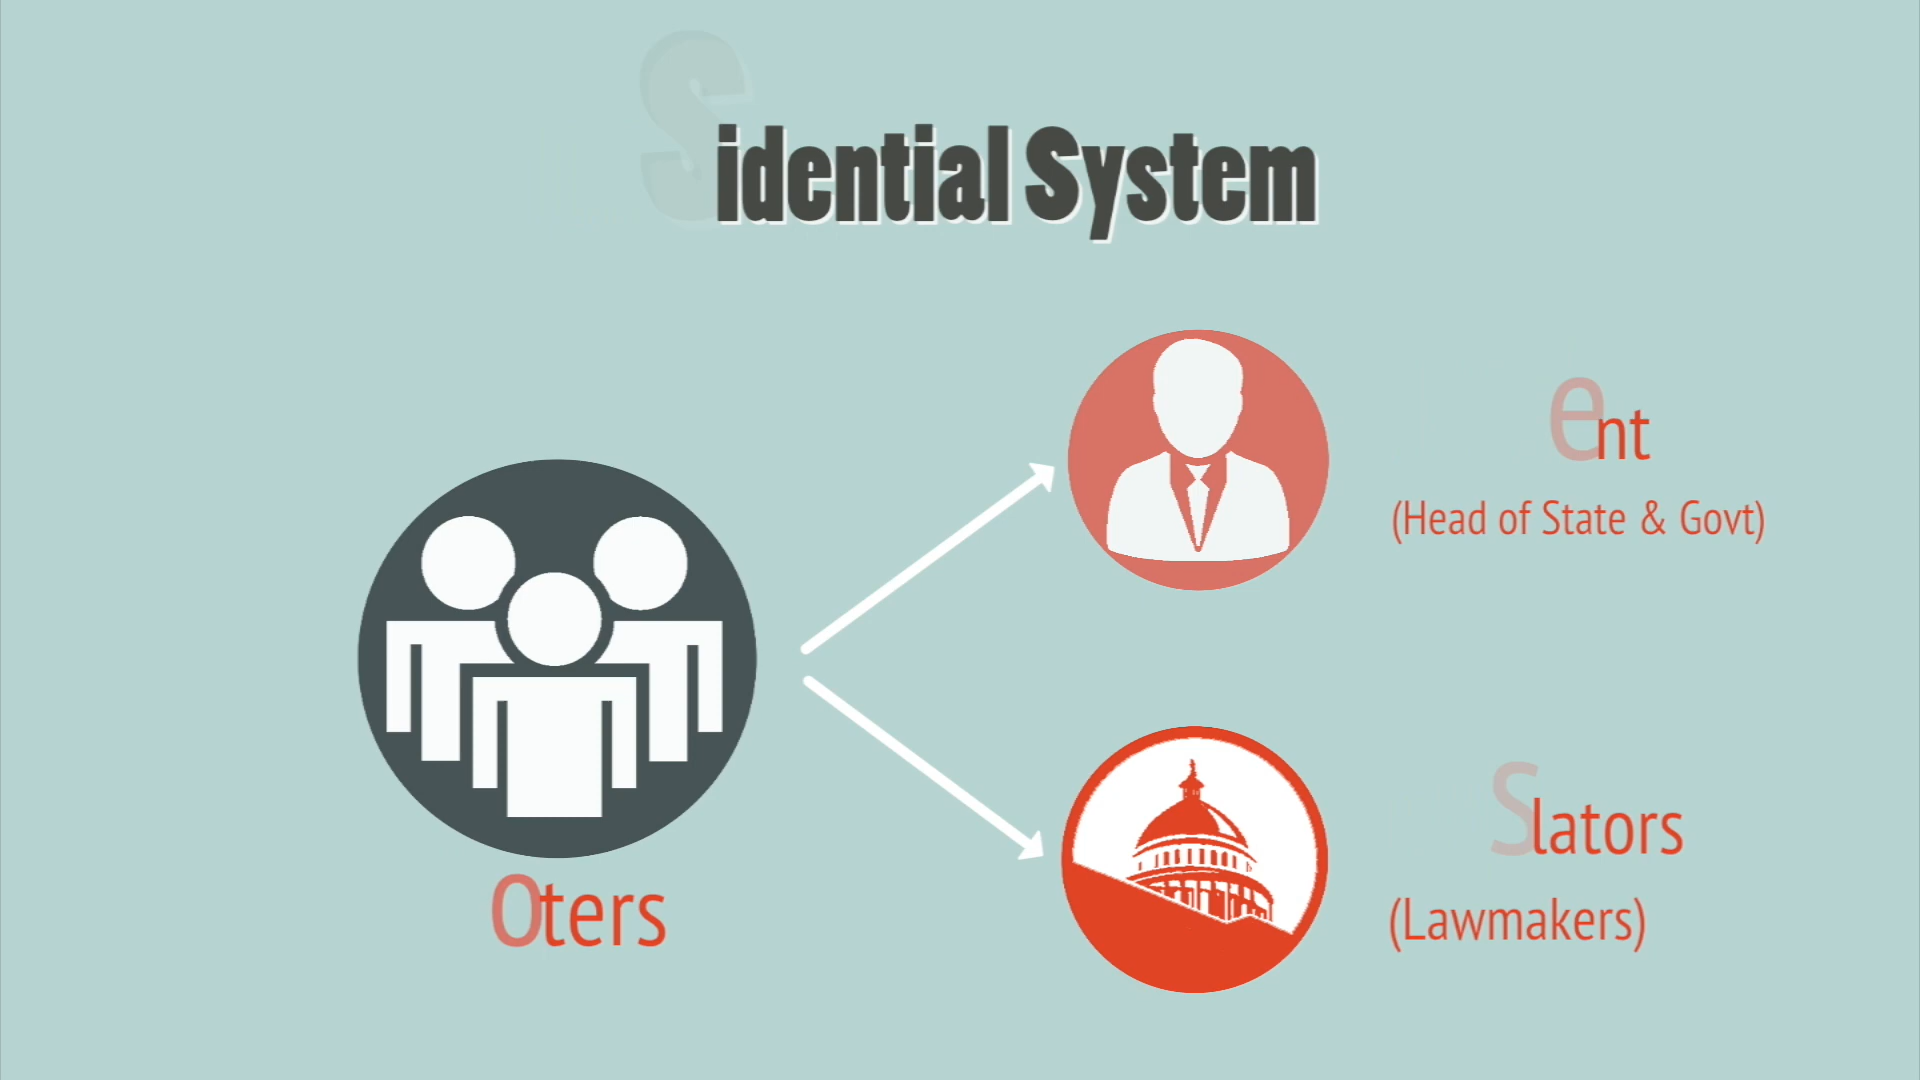 sidential System
ent
(Head of State & Govt)
slators
(Lawmakers)
oters